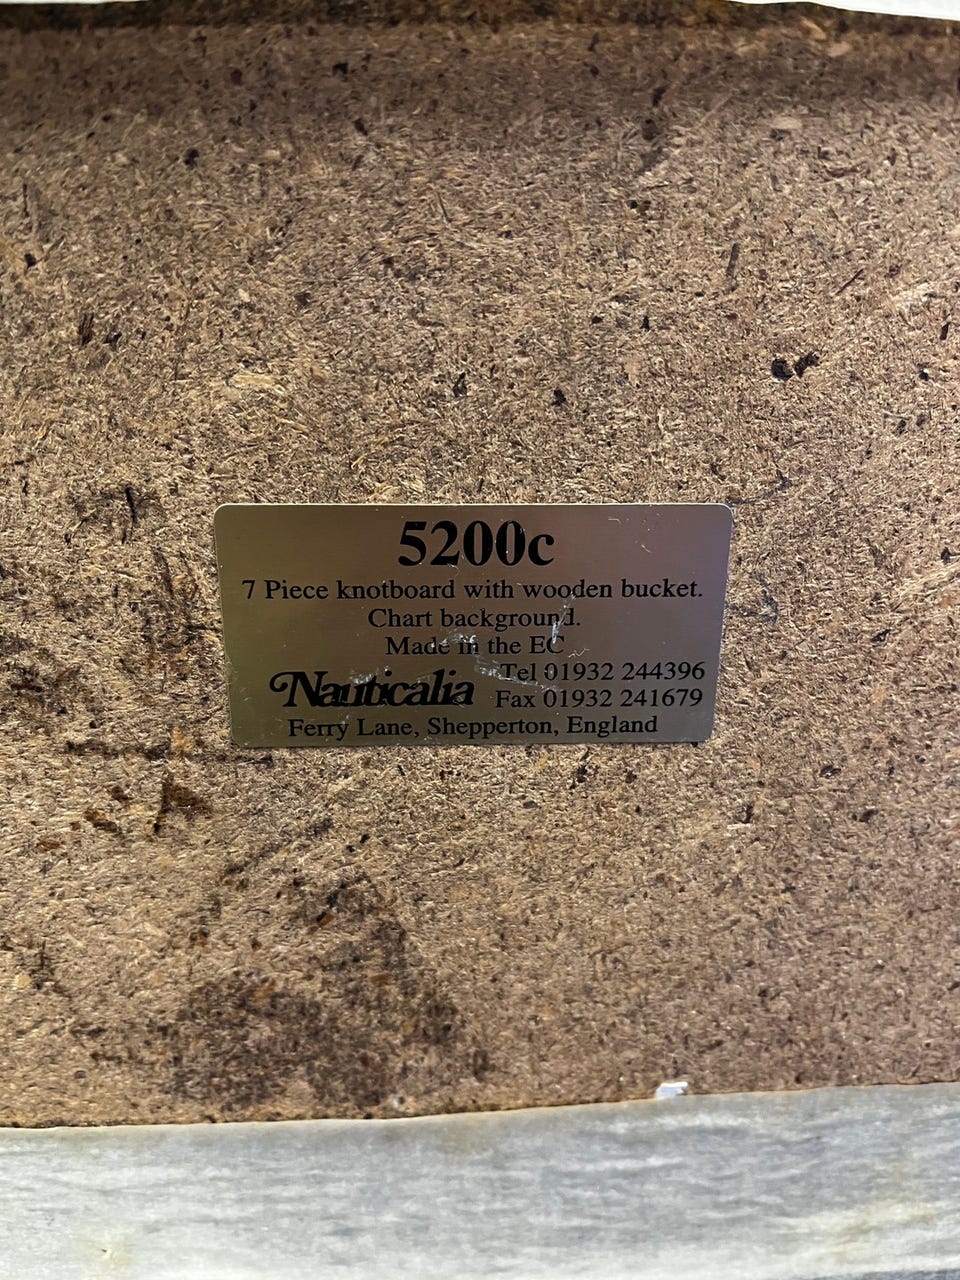 5200c
7 Piece knotboard with wooden bucket.
Chart background.
Made in the EC
Nauticalia Tel 01932 244396
Fax 01932 241679
Ferry Lane, Shepperton, England